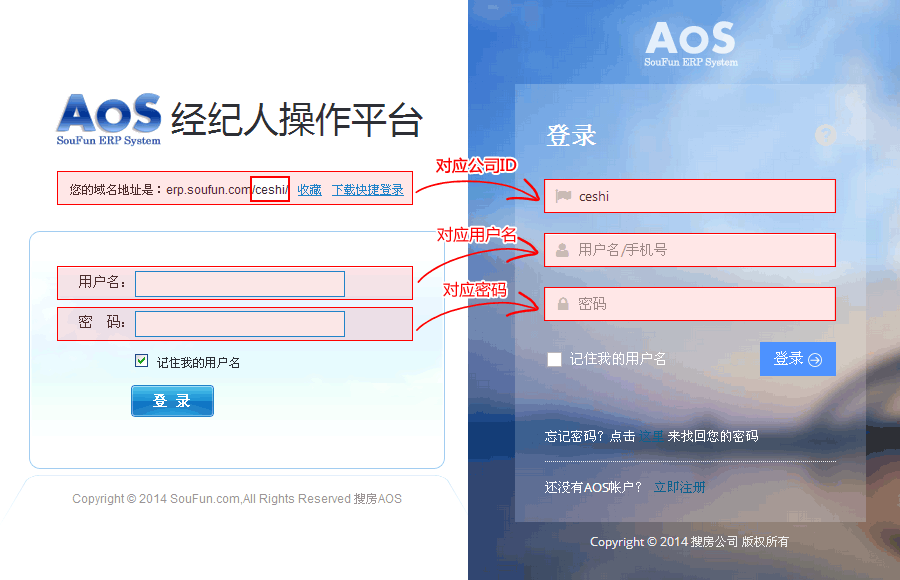 AoS 经纪人操作平台
SouFun ERP System
您的域名地址是：erp.soufun.com/ceshi/ 收藏 下载快捷登录
用户名：
密 码：
记住我的用户名
登 录
Copyright © 2014 SouFun.com,All Rights Reserved 搜房AOS
对应公司ID
对应用户名
对应密码
AoS
SouFun ERP System
登录
?
ceshi
用户名/手机号
密码
记住我的用户名
登录
忘记密码？点击 这里 来找回您的密码
还没有AOS帐户？ 立即注册
Copyright © 2014 搜房公司 版权所有